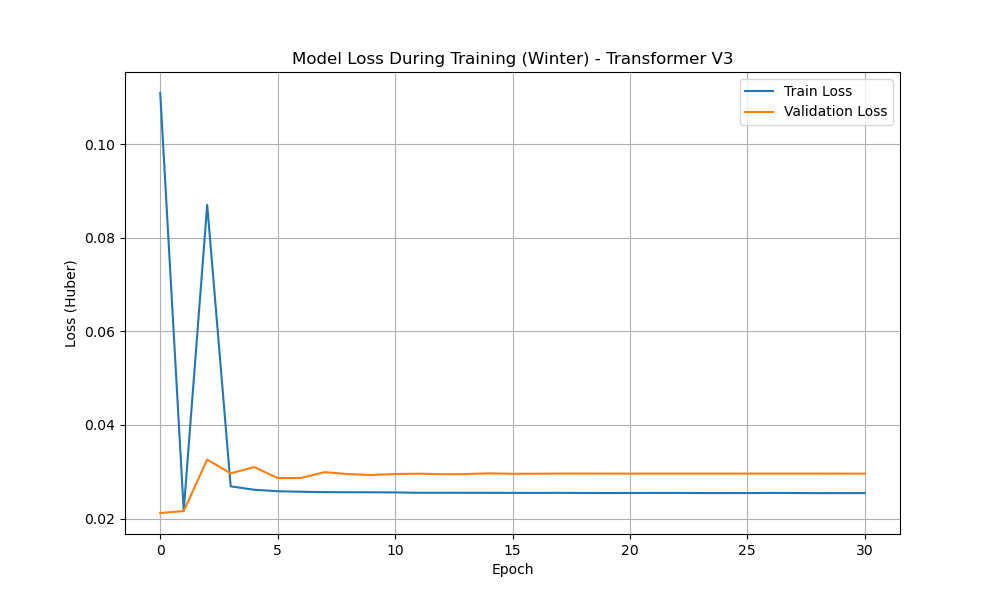 Model Loss During Training (Winter) - Transformer V3
Train Loss
Validation Loss
Loss (Huber)
0.10
0.08
0.06
0.04
0.02
0 5 10 15 20 25 30
Epoch